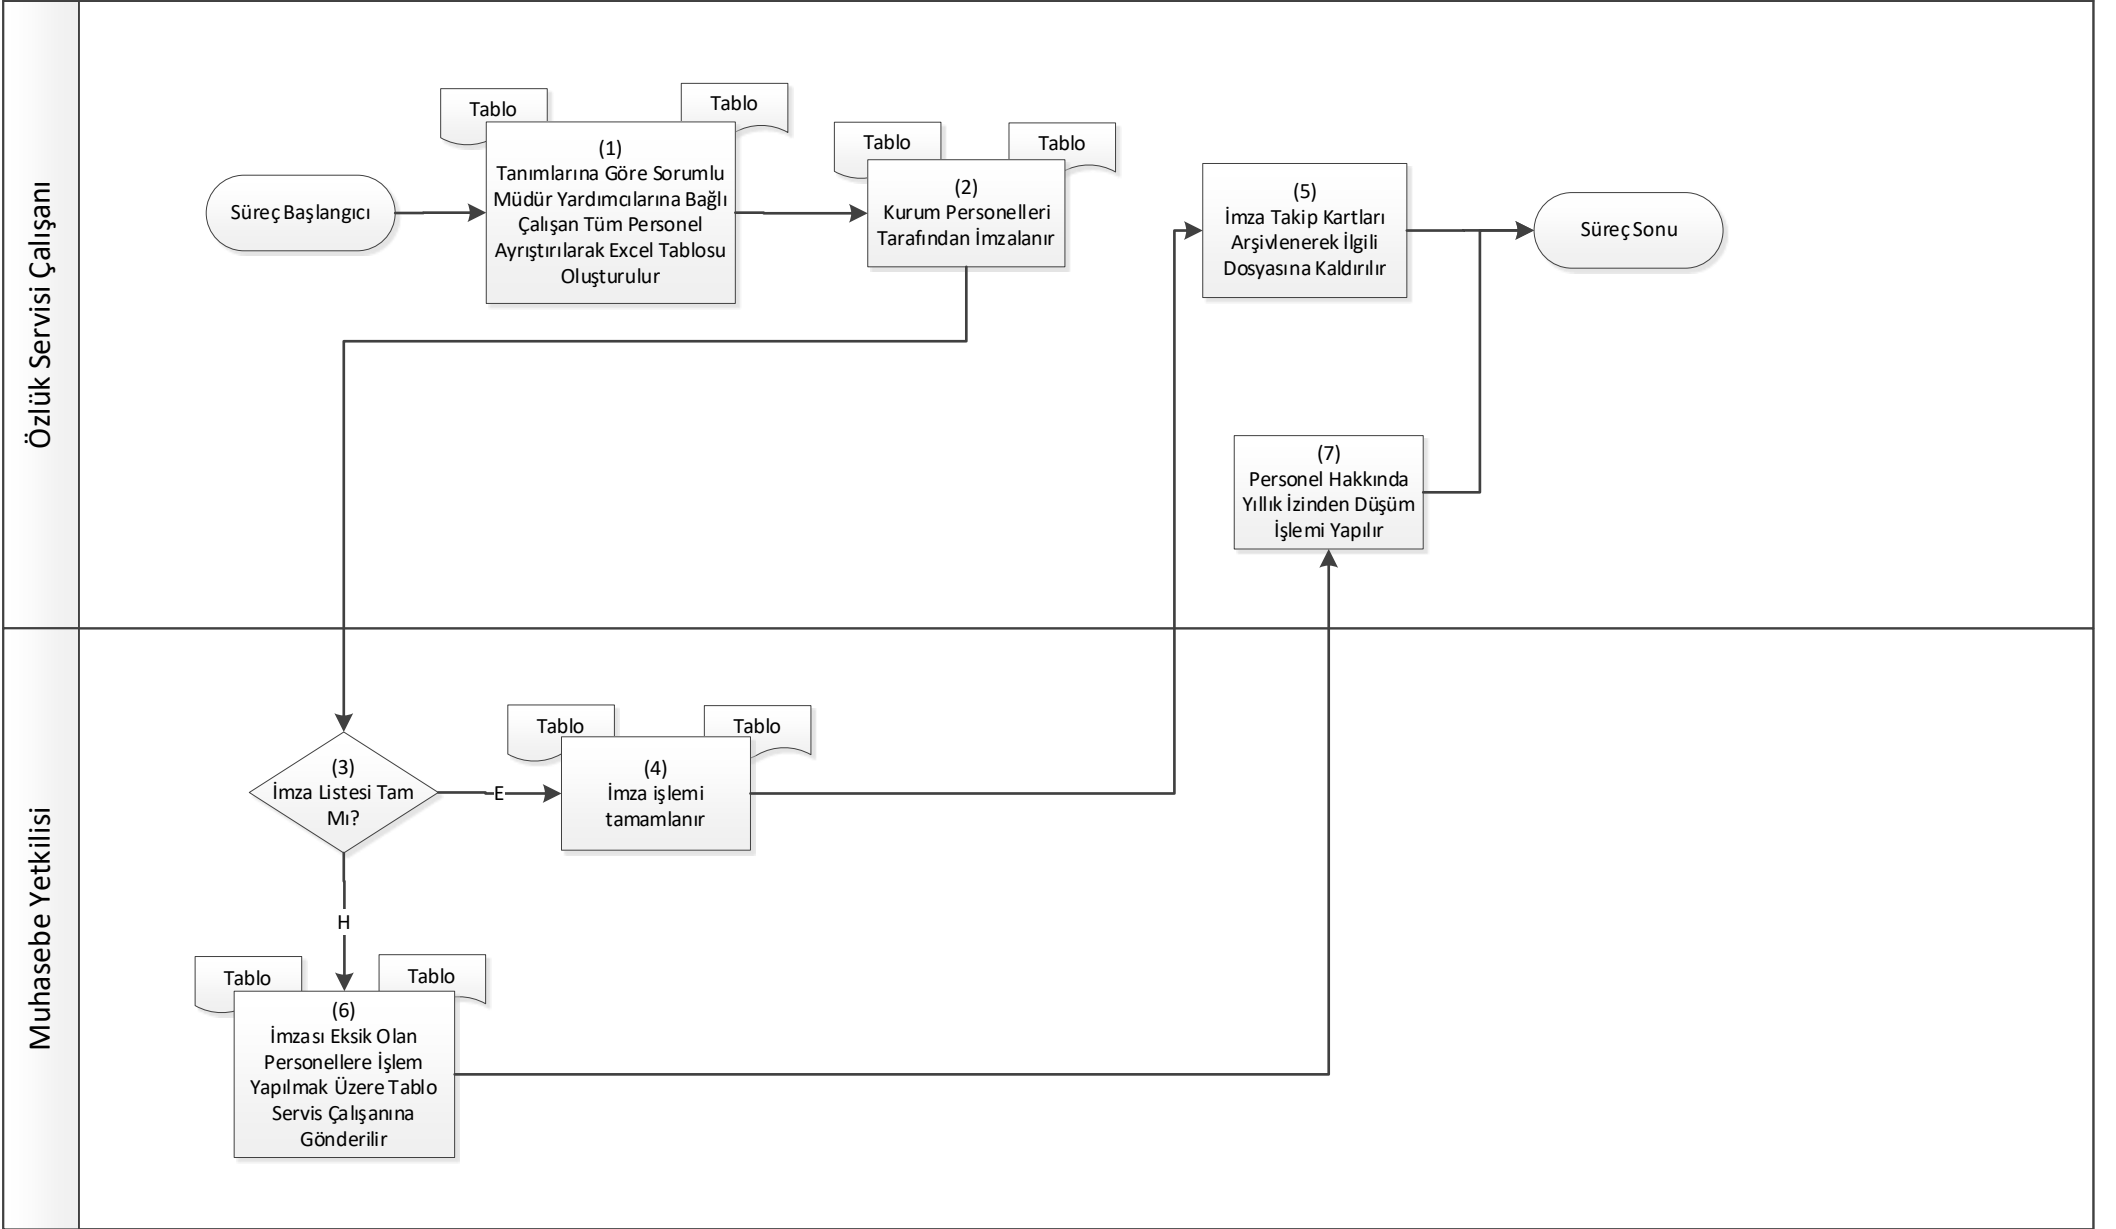 Özlük Servisi Çalışanı
Süreç Başlangıcı
Tablo
Tablo
(1)
Tanımlarına Göre Sorumlu
Müdür Yardımcılarına Bağlı
Çalışan Tüm Personel
Ayrıştırılarak Excel Tablosu
Oluşturulur
Tablo
Tablo
(2)
Kurum Personelleri
Tarafından İmzalanır
(5)
İmza Takip Kartları
Arşivlenerek İlgili
Dosyasına Kaldırılır
Süreç Sonu
(7)
Personel Hakkında
Yıllık İzinden Düşüm
İşlemi Yapılır
Muhasebe Yetkilisi
(3)
İmza Listesi Tam
Mı?
E
Tablo
Tablo
(4)
İmza işlemi
tamamlanır
H
Tablo
Tablo
(6)
İmzası Eksik Olan
Personellere İşlem
Yapılmak Üzere Tablo
Servis Çalışanına
Gönderilir